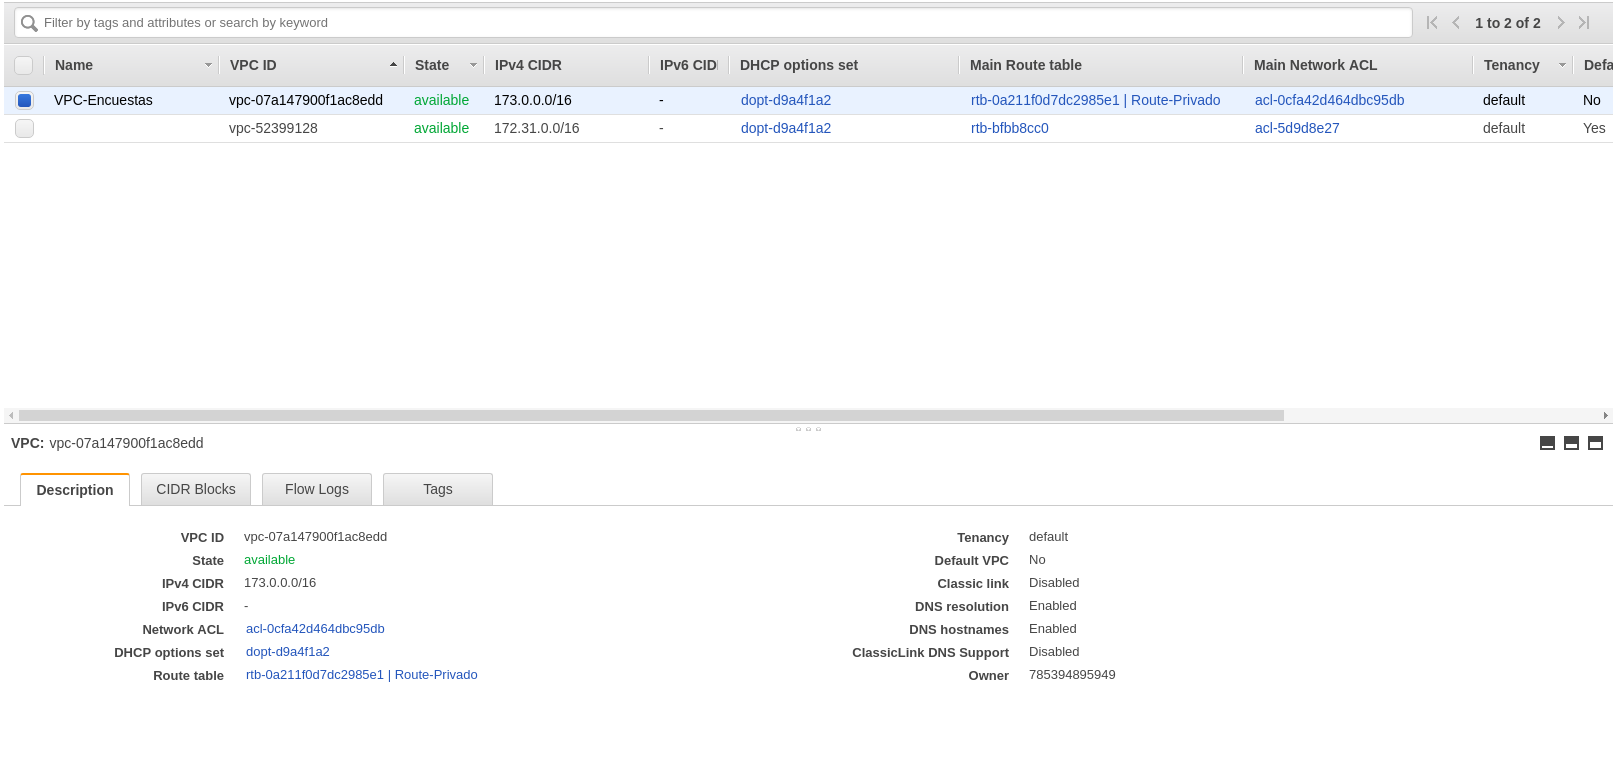 Filter by tags and attributes or search by keyword
1 to 2 of 2
Name VPC ID State IPv4 CIDR IPv6 CID DHCP options set Main Route table Main Network ACL Tenancy Defa
VPC-Encuestas vpc-07a147900f1ac8edd available 173.0.0.0/16 - dopt-d9a4f1a2 rtb-0a211f0d7dc2985e1 | Route-Privado acl-0cfa42d464dbc95db default No
vpc-52399128 available 172.31.0.0/16 - dopt-d9a4f1a2 rtb-bfbb8cc0 acl-5d9d8e27 default Yes
VPC: vpc-07a147900f1ac8edd
Description CIDR Blocks Flow Logs Tags
VPC ID vpc-07a147900f1ac8edd Tenancy default
State available Default VPC No
IPv4 CIDR 173.0.0.0/16 Classic link Disabled
IPv6 CIDR - DNS resolution Enabled
Network ACL acl-0cfa42d464dbc95db DNS hostnames Enabled
DHCP options set dopt-d9a4f1a2 ClassicLink DNS Support Disabled
Route table rtb-0a211f0d7dc2985e1 | Route-Privado Owner 785394895949